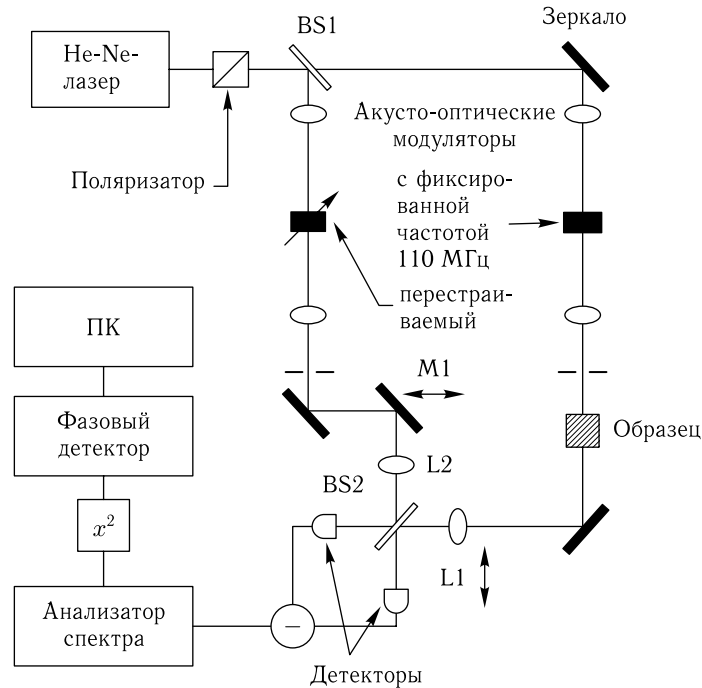 BS1
Зеркало
He-Ne-
лазер
Акусто-оптические
модуляторы
Поляризатор
с фиксиро-
ванной
частотой
110 МГц
перестраи-
ваемый
ПК
M1
Фазовый
детектор
Образец
L2
BS2
x²
L1
Анализатор
спектра
−
Детекторы